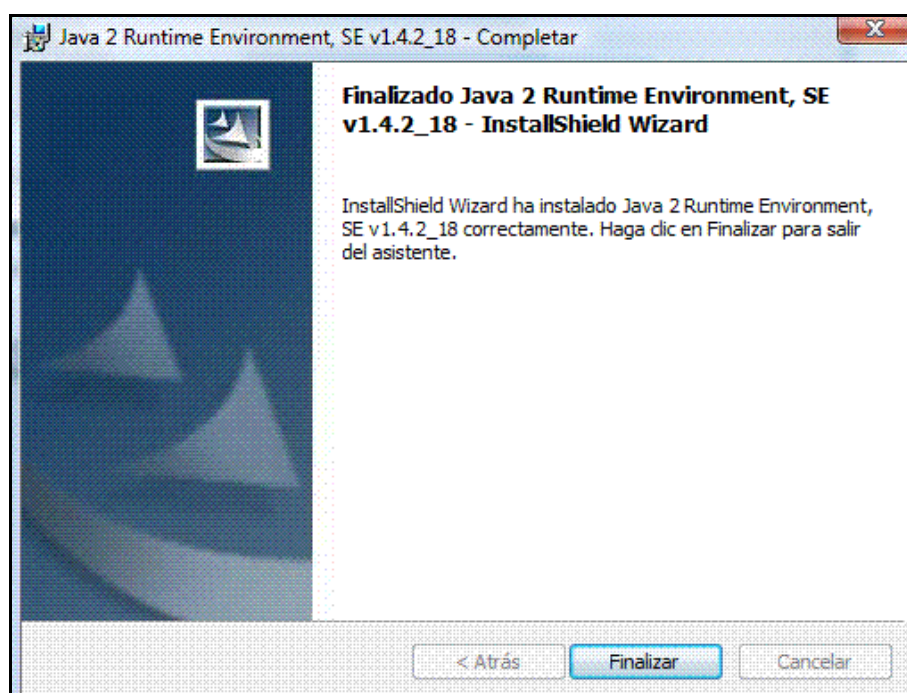 Java 2 Runtime Environment, SE v1.4.2_18 - Completar
Finalizado Java 2 Runtime Environment, SE
v1.4.2_18 - InstallShield Wizard
InstallShield Wizard ha instalado Java 2 Runtime Environment,
SE v1.4.2_18 correctamente. Haga clic en Finalizar para salir
del asistente.
< Atrás
Finalizar
Cancelar